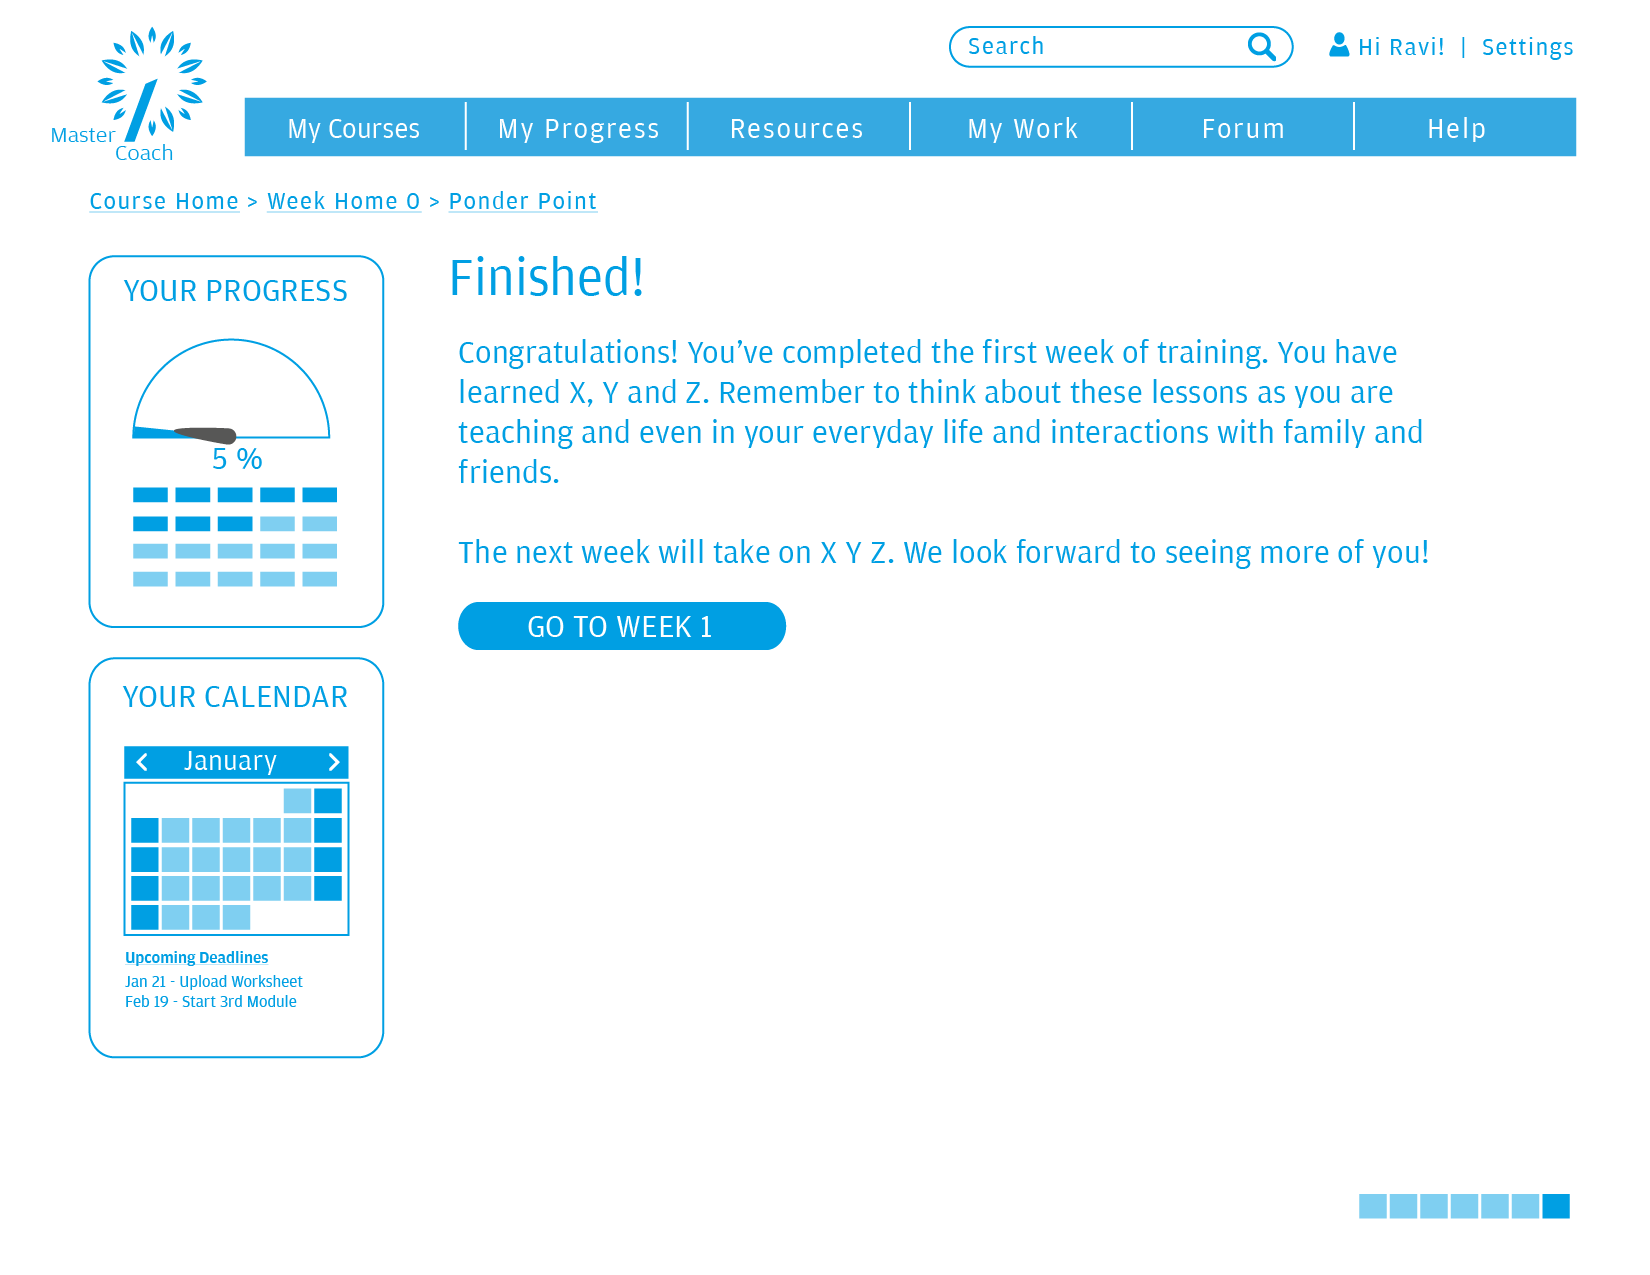 Master
Coach
Search
Hi Ravi! | Settings
My Courses
My Progress
Resources
My Work
Forum
Help
Course Home > Week Home 0 > Ponder Point
YOUR PROGRESS
5 %
Finished!
Congratulations! You’ve completed the first week of training. You have
learned X, Y and Z. Remember to think about these lessons as you are
teaching and even in your everyday life and interactions with family and
friends.
The next week will take on X Y Z. We look forward to seeing more of you!
GO TO WEEK 1
YOUR CALENDAR
January
Upcoming Deadlines
Jan 21 - Upload Worksheet
Feb 19 - Start 3rd Module